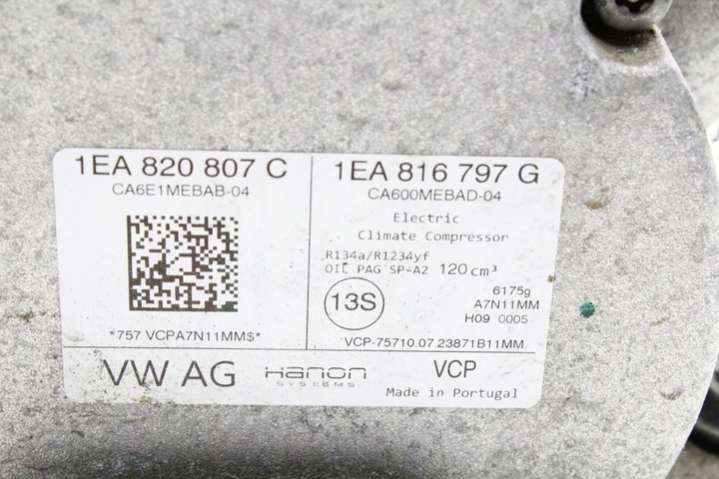 1EA 820 807 C
CA6E1MEBAB-04
*757 VCPA7N11MM$*
1EA 816 797 G
CA600MEBAD-04
Electric
Climate Compressor
R134a/R1234yf
OIL PAG SP-A2 120 cm³
13S
6175g
A7N11MM
H09 0005
VCP-75710.07.23871B11MM
VW AG
Hanon
SYSTEMS
VCP
Made in Portugal